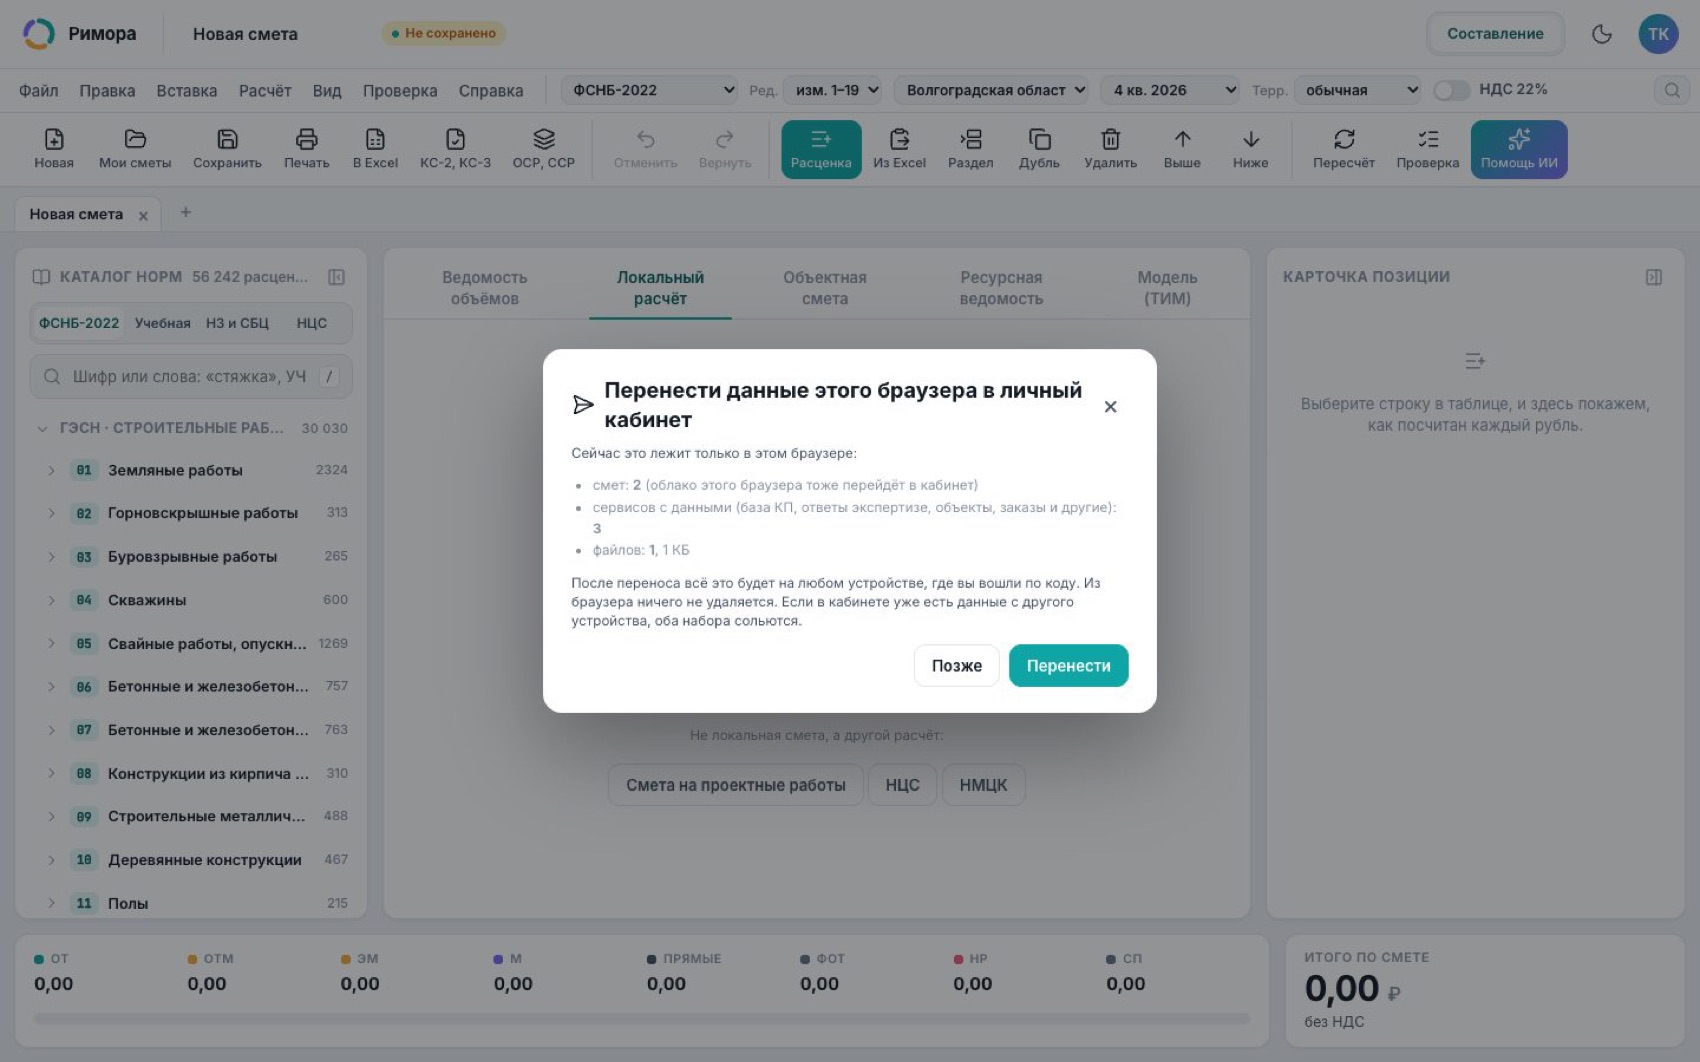 Римора
Новая смета
Не сохранено
Составление
ТК
Файл Правка Вставка Расчёт Вид Проверка Справка
ФСНБ-2022
Ред. изм. 1–19
Волгоградская област
4 кв. 2026
Терр. обычная
НДС 22%
Новая
Мои сметы
Сохранить
Печать
В Excel
КС-2, КС-3
ОСР, ССР
Отменить
Вернуть
Расценка
Из Excel
Раздел
Дубль
Удалить
Выше
Ниже
Пересчёт
Проверка
Помощь ИИ
Новая смета × +
КАТАЛОГ НОРМ 56 242 расцен...
ФСНБ-2022 Учебная НЗ и СБЦ НЦС
Шифр или слова: «стяжка», УЧ /
ГЭСН · СТРОИТЕЛЬНЫЕ РАБ... 30 030
01 Земляные работы 2324
02 Горновскрышные работы 313
03 Буровзрывные работы 265
04 Скважины 600
05 Свайные работы, опускн... 1269
06 Бетонные и железобетон... 757
07 Бетонные и железобетон... 763
08 Конструкции из кирпича ... 310
09 Строительные металлич... 488
10 Деревянные конструкции 467
11 Полы 215
Ведомость
объёмов
Локальный
расчёт
Объектная
смета
Ресурсная
ведомость
Модель
(ТИМ)
Перенести данные этого браузера в личный
кабинет
Сейчас это лежит только в этом браузере:
• смет: 2 (облако этого браузера тоже перейдёт в кабинет)
• сервисов с данными (база КП, ответы экспертизе, объекты, заказы и другие):
3
• файлов: 1, 1 КБ
После переноса всё это будет на любом устройстве, где вы вошли по коду. Из
браузера ничего не удаляется. Если в кабинете уже есть данные с другого
устройства, оба набора сольются.
Позже
Перенести
Не локальная смета, а другой расчёт:
Смета на проектные работы
НЦС
НМЦК
КАРТОЧКА ПОЗИЦИИ
Выберите строку в таблице, и здесь покажем,
как посчитан каждый рубль.
ОТ
0,00
ОТМ
0,00
ЭМ
0,00
М
0,00
ПРЯМЫЕ
0,00
ФОТ
0,00
НР
0,00
СП
0,00
ИТОГО ПО СМЕТЕ
0,00 ₽
без НДС